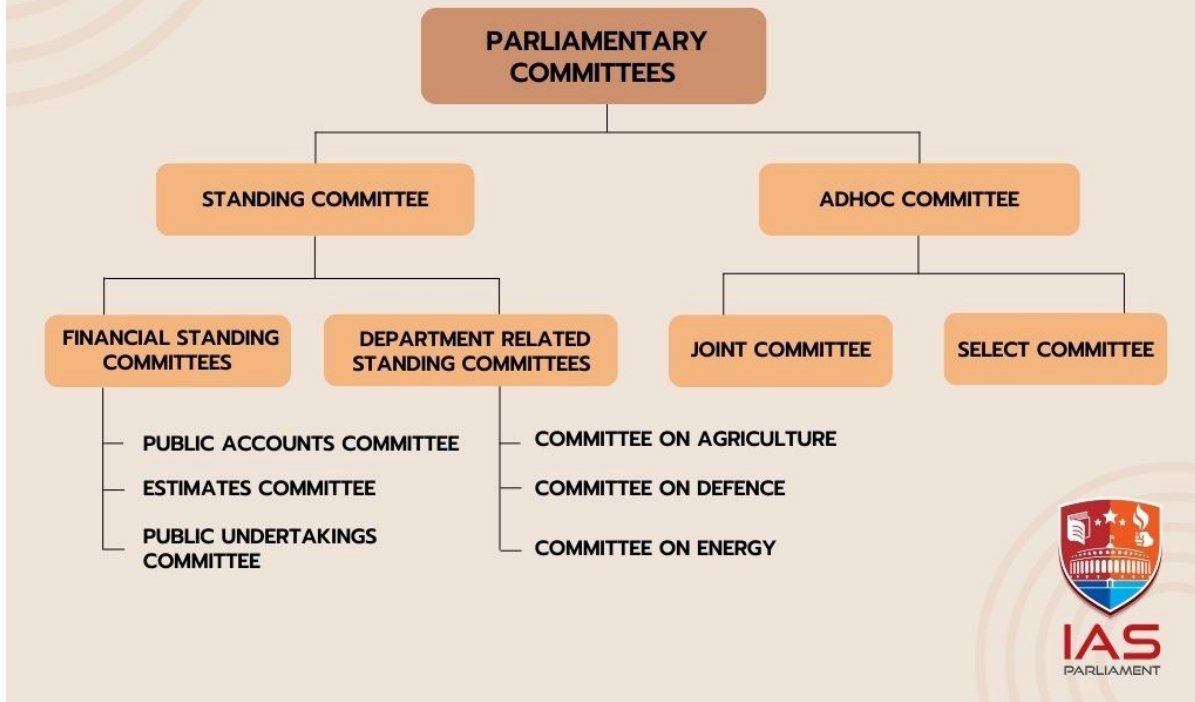 PARLIAMENTARY
COMMITTEES
STANDING COMMITTEE
ADHOC COMMITTEE
FINANCIAL STANDING
COMMITTEES
DEPARTMENT RELATED
STANDING COMMITTEES
JOINT COMMITTEE
SELECT COMMITTEE
PUBLIC ACCOUNTS COMMITTEE
ESTIMATES COMMITTEE
PUBLIC UNDERTAKINGS
COMMITTEE
COMMITTEE ON AGRICULTURE
COMMITTEE ON DEFENCE
COMMITTEE ON ENERGY
IAS
PARLIAMENT